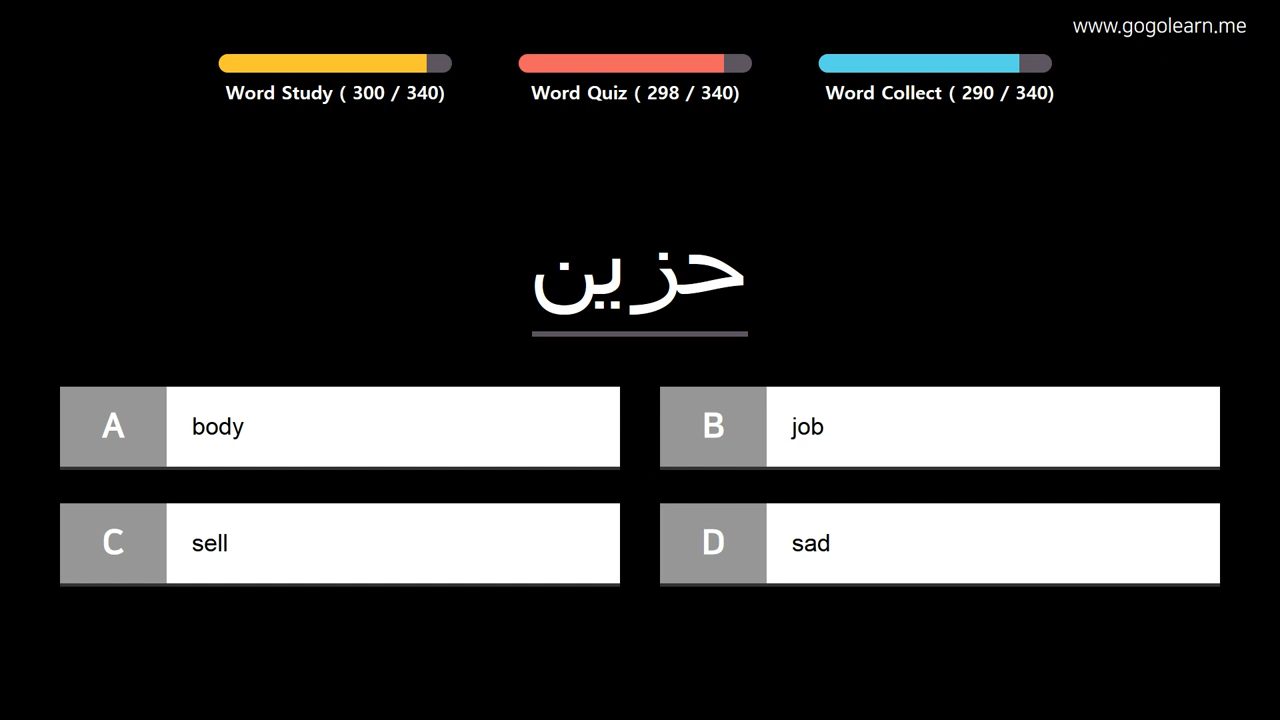 www.gogolearn.me
Word Study ( 300 / 340)
Word Quiz ( 298 / 340)
Word Collect ( 290 / 340)
حزين
A body
B job
C sell
D sad